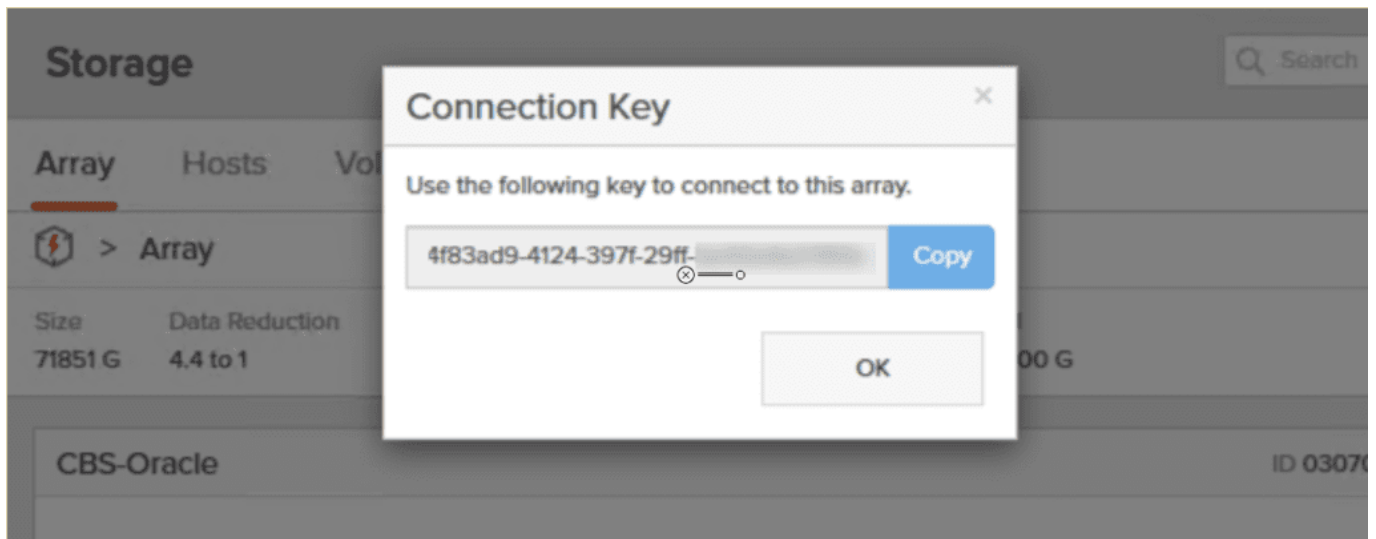 Storage
Search
Connection Key
×
Array Hosts Vol
Use the following key to connect to this array.
> Array
4f83ad9-4124-397f-29ff-
Copy
Size Data Reduction
71851 G 4.4 to 1
00 G
OK
CBS-Oracle
ID 03070